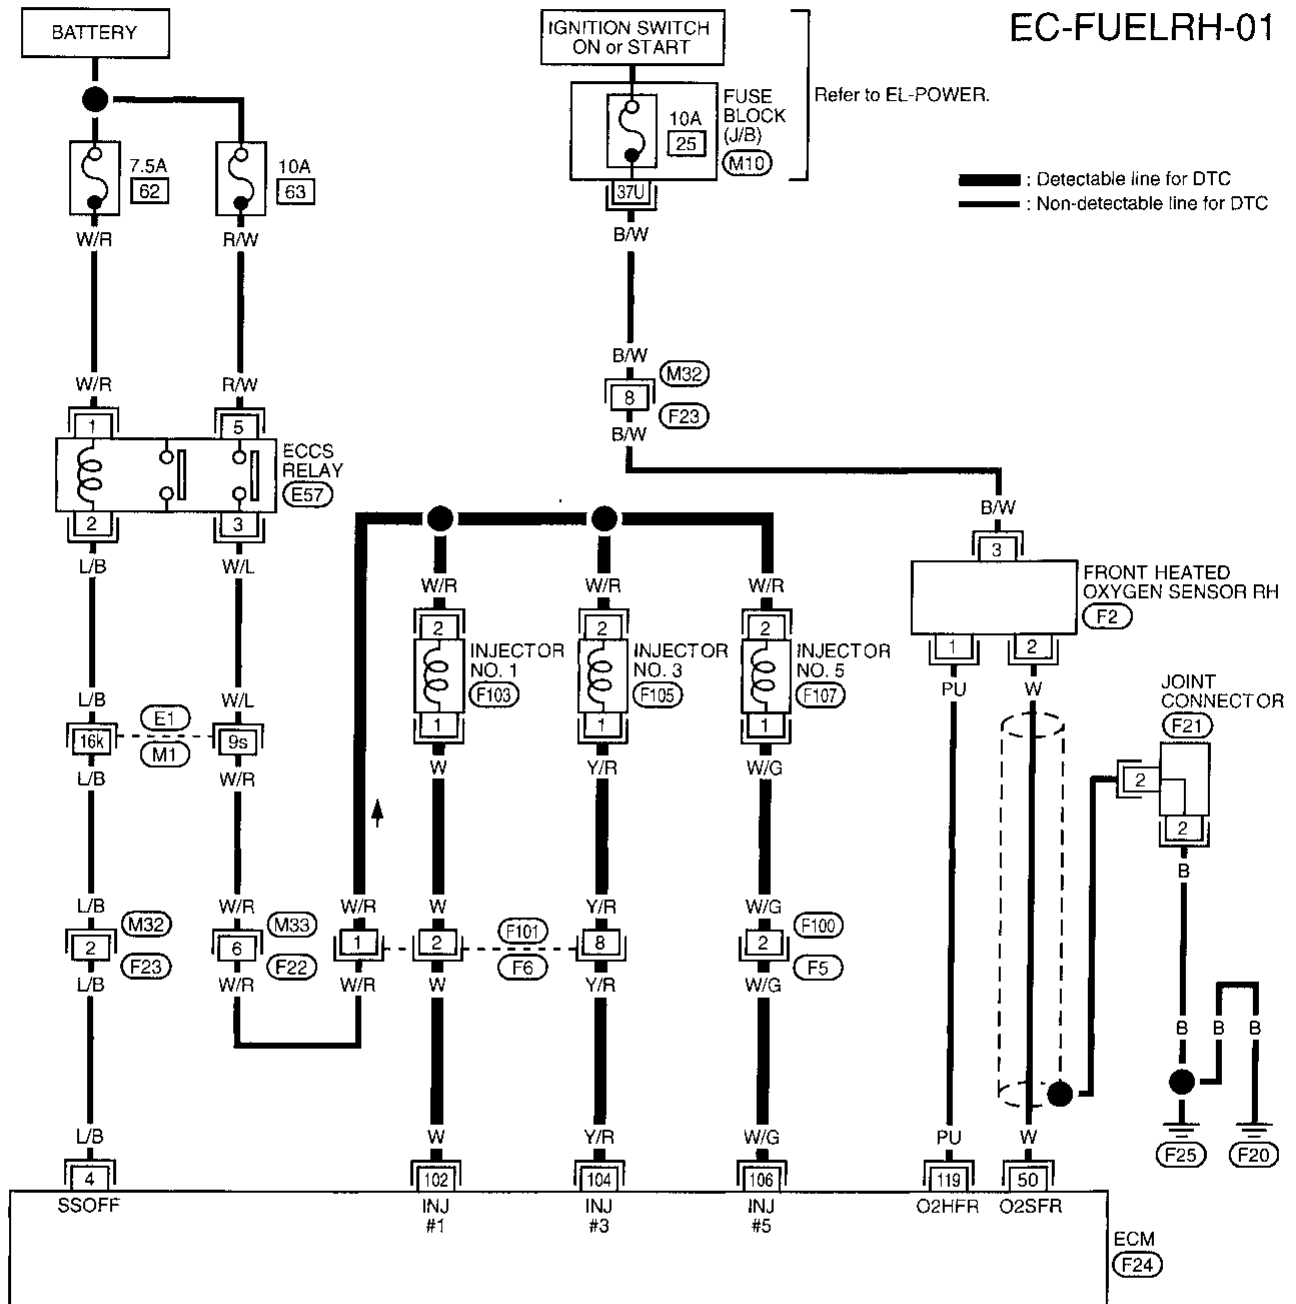 EC-FUELRH-01
BATTERY
IGNITION SWITCH
ON or START
Refer to EL-POWER.
FUSE
BLOCK
(J/B)
M10
10A
25
37U
7.5A
62
10A
63
: Detectable line for DTC
: Non-detectable line for DTC
W/R
R/W
B/W
W/R
R/W
B/W
M32
8
F23
B/W
1
5
ECCS
RELAY
E57
2
3
B/W
3
L/B
W/L
W/R
W/R
W/R
FRONT HEATED
OXYGEN SENSOR RH
F2
2
2
2
1
2
INJECTOR
NO. 1
F103
INJECTOR
NO. 3
F105
INJECTOR
NO. 5
F107
PU
W
JOINT
CONNECTOR
F21
L/B
W/L
1
1
1
16k
E1
M1
9s
L/B
W/R
W
Y/R
W/G
2
2
B
L/B
W/R
W/R
W
Y/R
W/G
2
M32
F23
6
M33
F22
1
2
F101
F6
8
2
F100
F5
L/B
W/R
W/R
W
Y/R
W/G
B
B
B
L/B
W
Y/R
W/G
PU
W
F25
F20
4
102
104
106
119
50
SSOFF
INJ
#1
INJ
#3
INJ
#5
O2HFR
O2SFR
ECM
F24